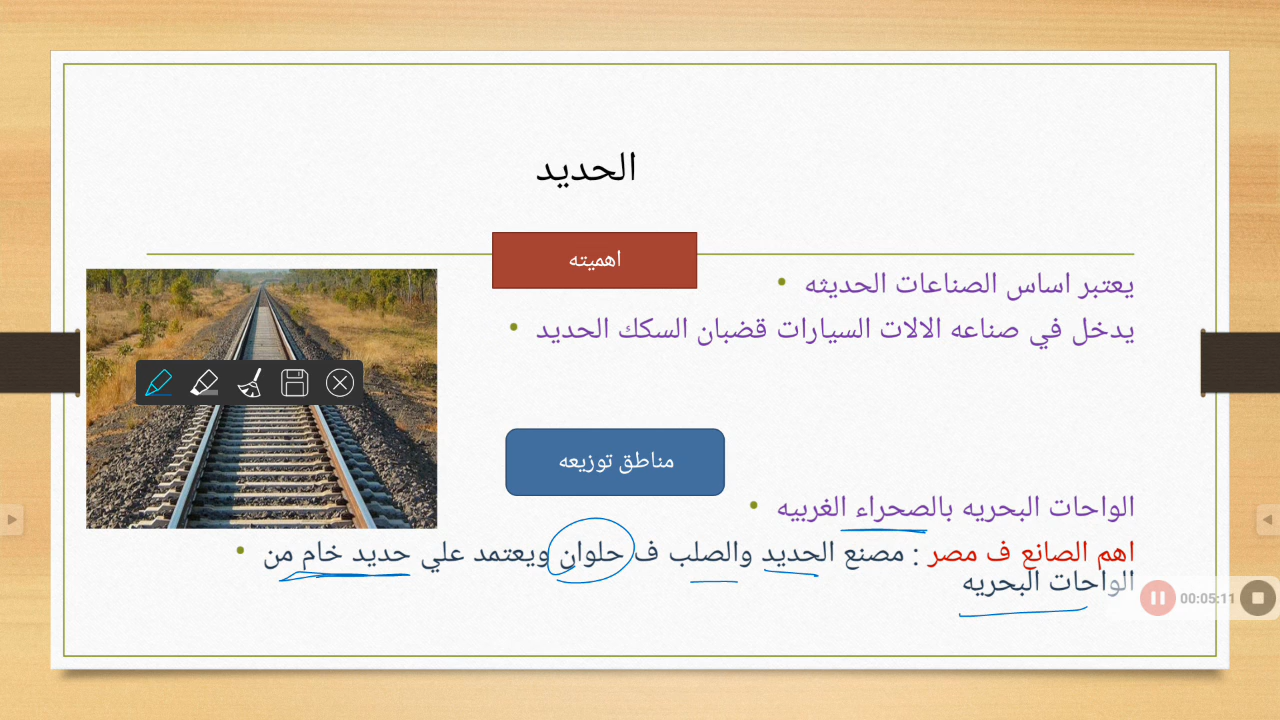 الحديد
اهميته
يعتبر اساس الصناعات الحديثه
يدخل في صناعه الالات السيارات قضبان السكك الحديد
مناطق توزيعه
الواحات البحريه بالصحراء الغربيه
اهم الصانع ف مصر : مصنع الحديد والصلب ف حلوان ويعتمد علي حديد خام من
الواحات البحريه
00:05:11